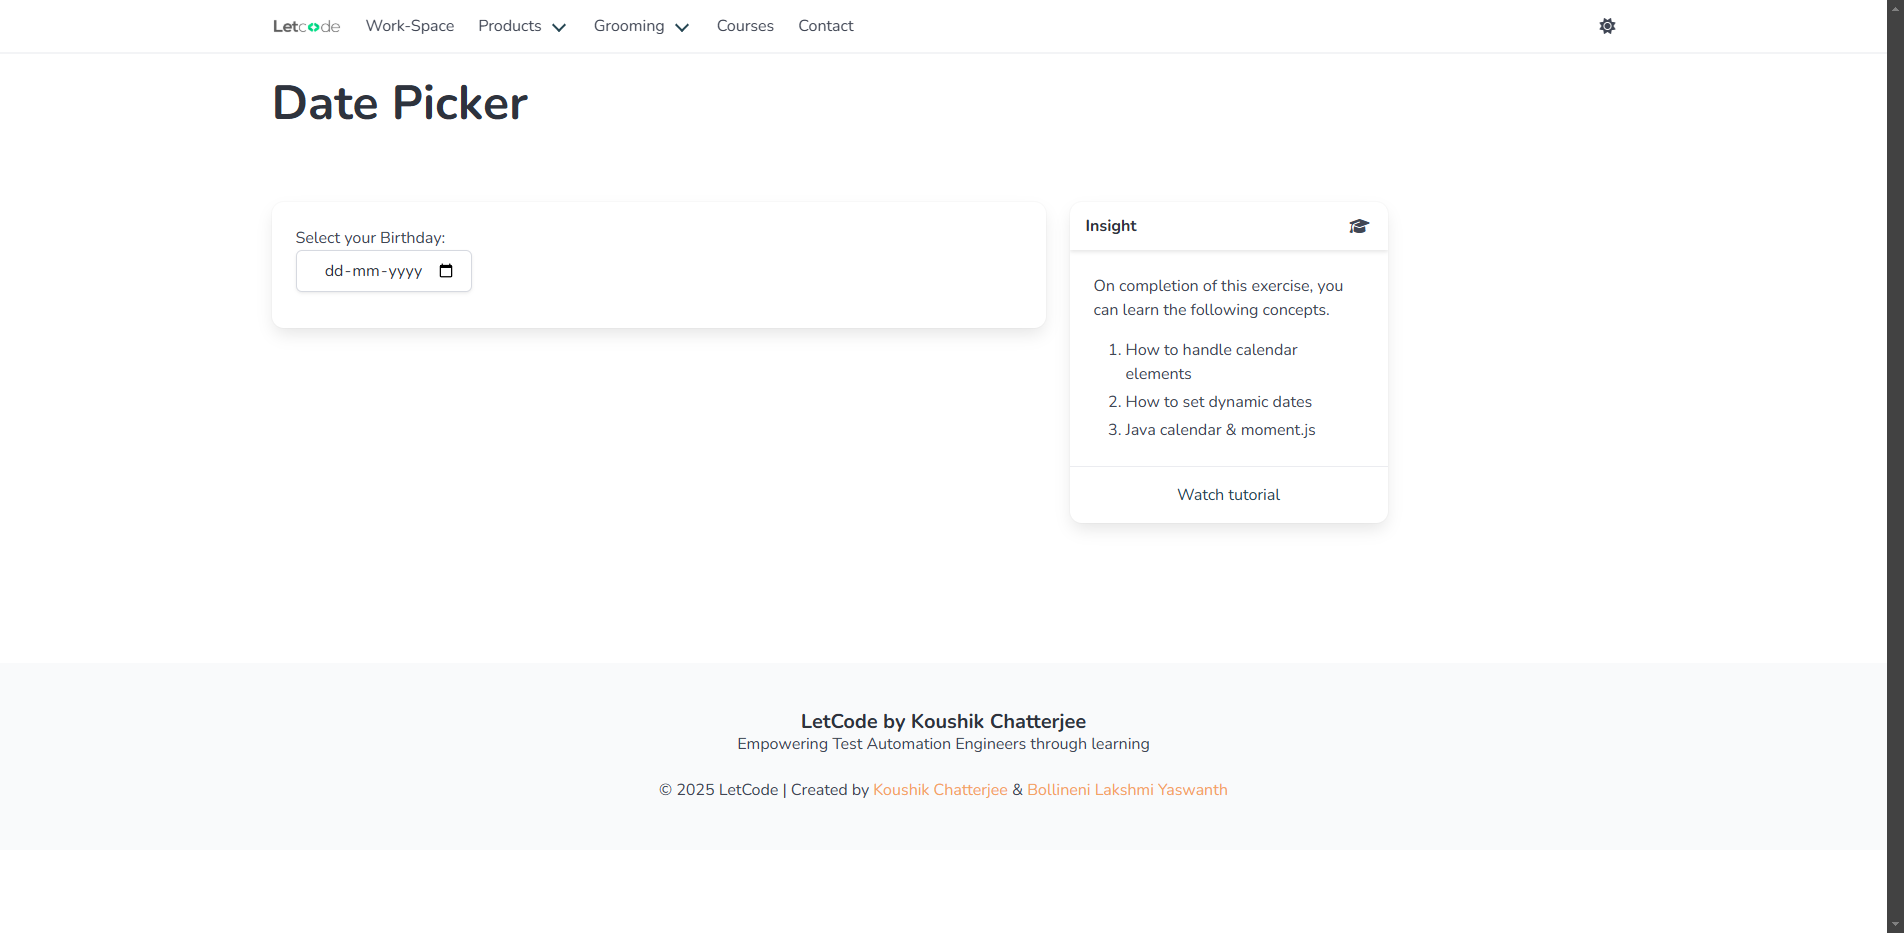 Letcode Work-Space Products Grooming Courses Contact
Date Picker
Select your Birthday:
dd-mm-yyyy
Insight
On completion of this exercise, you
can learn the following concepts.
1. How to handle calendar
elements
2. How to set dynamic dates
3. Java calendar & moment.js
Watch tutorial
LetCode by Koushik Chatterjee
Empowering Test Automation Engineers through learning
© 2025 LetCode | Created by Koushik Chatterjee & Bollineni Lakshmi Yaswanth